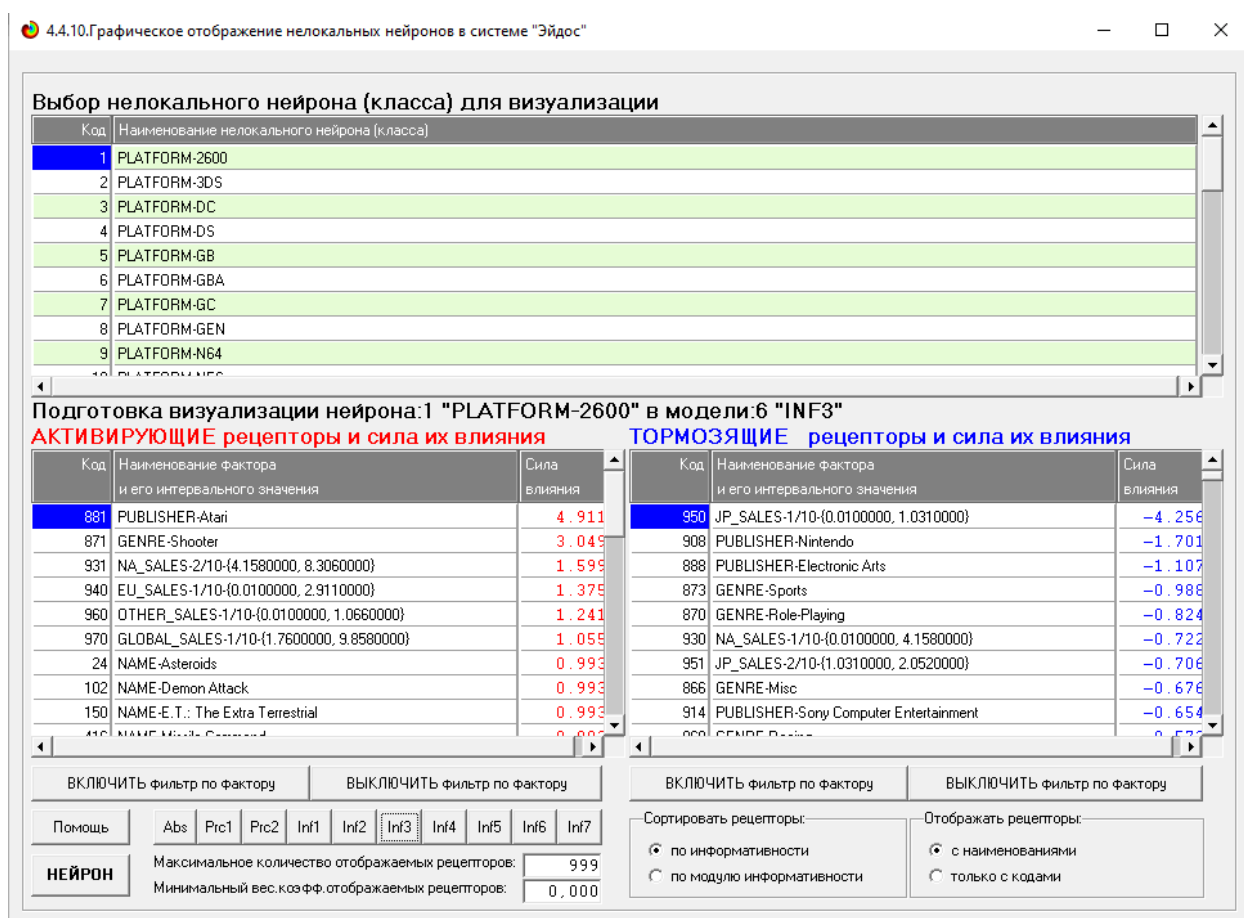 4.4.10.Графическое отображение нелокальных нейронов в системе "Эйдос"
Выбор нелокального нейрона (класса) для визуализации
Код Наименование нелокального нейрона (класса)
1 PLATFORM-2600
2 PLATFORM-3DS
3 PLATFORM-DC
4 PLATFORM-DS
5 PLATFORM-GB
6 PLATFORM-GBA
7 PLATFORM-GC
8 PLATFORM-GEN
9 PLATFORM-N64
10 PLATFORM-NES
Подготовка визуализации нейрона:1 "PLATFORM-2600" в модели:6 "INF3"
АКТИВИРУЮЩИЕ рецепторы и сила их влияния
Код Наименование фактора Сила
и его интервального значения влияния
881 PUBLISHER-Atari 4.911
871 GENRE-Shooter 3.049
931 NA_SALES-2/10-{4.1580000, 8.3060000} 1.599
940 EU_SALES-1/10-{0.0100000, 2.9110000} 1.375
960 OTHER_SALES-1/10-{0.0100000, 1.0660000} 1.241
970 GLOBAL_SALES-1/10-{1.7600000, 9.8580000} 1.055
24 NAME-Asteroids 0.993
102 NAME-Demon Attack 0.993
150 NAME-E.T.: The Extra Terrestrial 0.993
416 NAME-Missile Command 0.993
ВКЛЮЧИТЬ фильтр по фактору ВЫКЛЮЧИТЬ фильтр по фактору
ТОРМОЗЯЩИЕ рецепторы и сила их влияния
Код Наименование фактора Сила
и его интервального значения влияния
950 JP_SALES-1/10-{0.0100000, 1.0310000} -4.256
908 PUBLISHER-Nintendo -1.701
888 PUBLISHER-Electronic Arts -1.107
873 GENRE-Sports -0.988
870 GENRE-Role-Playing -0.824
930 NA_SALES-1/10-{0.0100000, 4.1580000} -0.722
951 JP_SALES-2/10-{1.0310000, 2.0520000} -0.706
866 GENRE-Misc -0.676
914 PUBLISHER-Sony Computer Entertainment -0.654
GENRE-Racing
ВКЛЮЧИТЬ фильтр по фактору ВЫКЛЮЧИТЬ фильтр по фактору
Помощь Abs Prc1 Prc2 Inf1 Inf2 Inf3 Inf4 Inf5 Inf6 Inf7
НЕЙРОН
Максимальное количество отображаемых рецепторов: 999
Минимальный вес.коэфф.отображаемых рецепторов: 0,000
Сортировать рецепторы:
по информативности
по модулю информативности
Отображать рецепторы:
с наименованиями
только с кодами